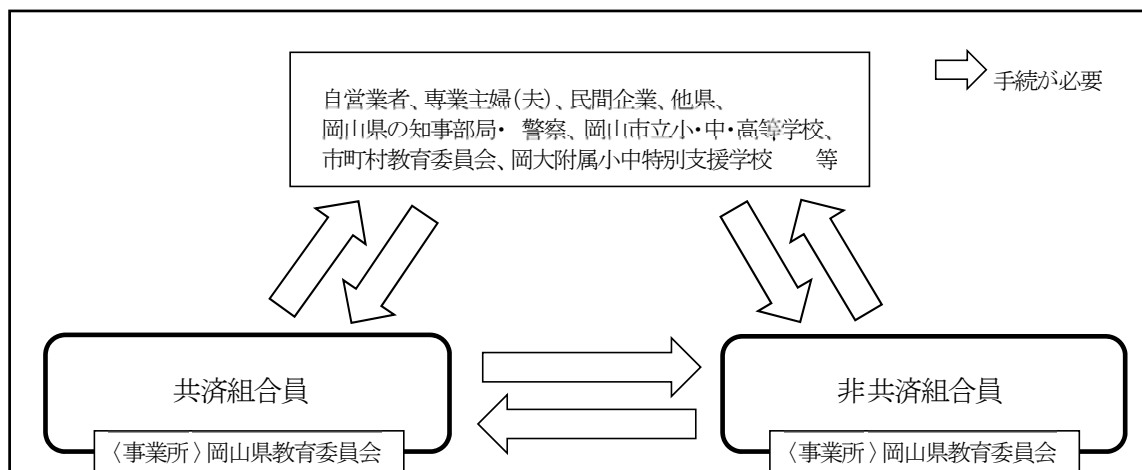 手続が必要
自営業者、専業主婦(夫)、民間企業、他県、
岡山県の知事部局・ 警察、岡山市立小・中・高等学校、
市町村教育委員会、岡大附属小中特別支援学校 等
共済組合員
〈事業所〉岡山県教育委員会
非共済組合員
〈事業所〉岡山県教育委員会